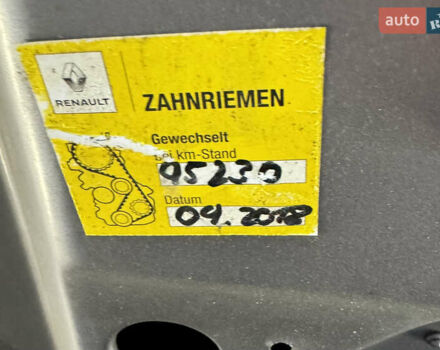 auto
RENAULT
ZAHNRIEMEN
Gewechselt
bei km-Stand
05230
Datum
04.2018